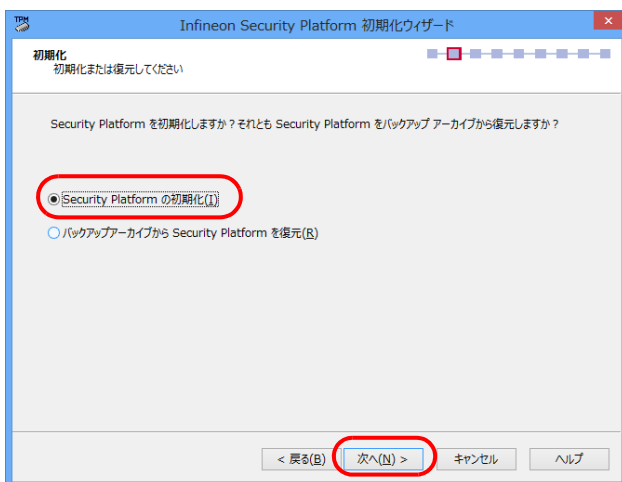 TPM
Infineon Security Platform 初期化ウィザード
初期化
初期化または復元してください
Security Platform を初期化しますか？それとも Security Platform をバックアップ アーカイブから復元しますか？
Security Platform の初期化(I)
バックアップアーカイブから Security Platform を復元(R)
< 戻る(B) 次へ(N) > キャンセル ヘルプ